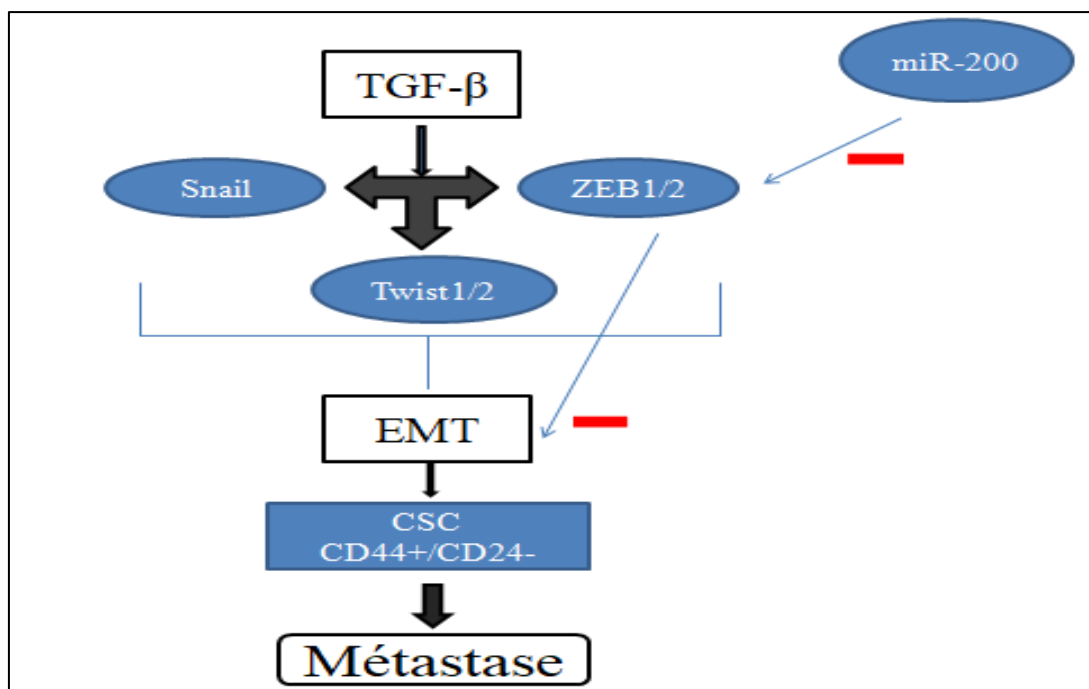 TGF-β
miR-200
Snail
ZEB1/2
Twist1/2
EMT
CSC
CD44+/CD24-
Métastase